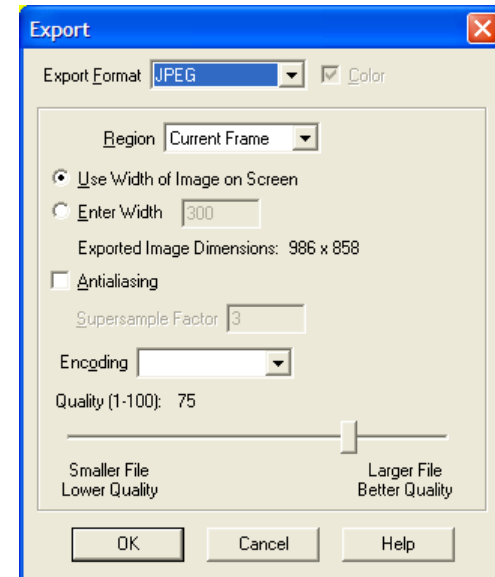 Export
Export Format JPEG Color
Region Current Frame
Use Width of Image on Screen
Enter Width 300
Exported Image Dimensions: 986 x 858
Antialiasing
Supersample Factor 3
Encoding
Quality (1-100): 75
Smaller File Larger File
Lower Quality Better Quality
OK Cancel Help